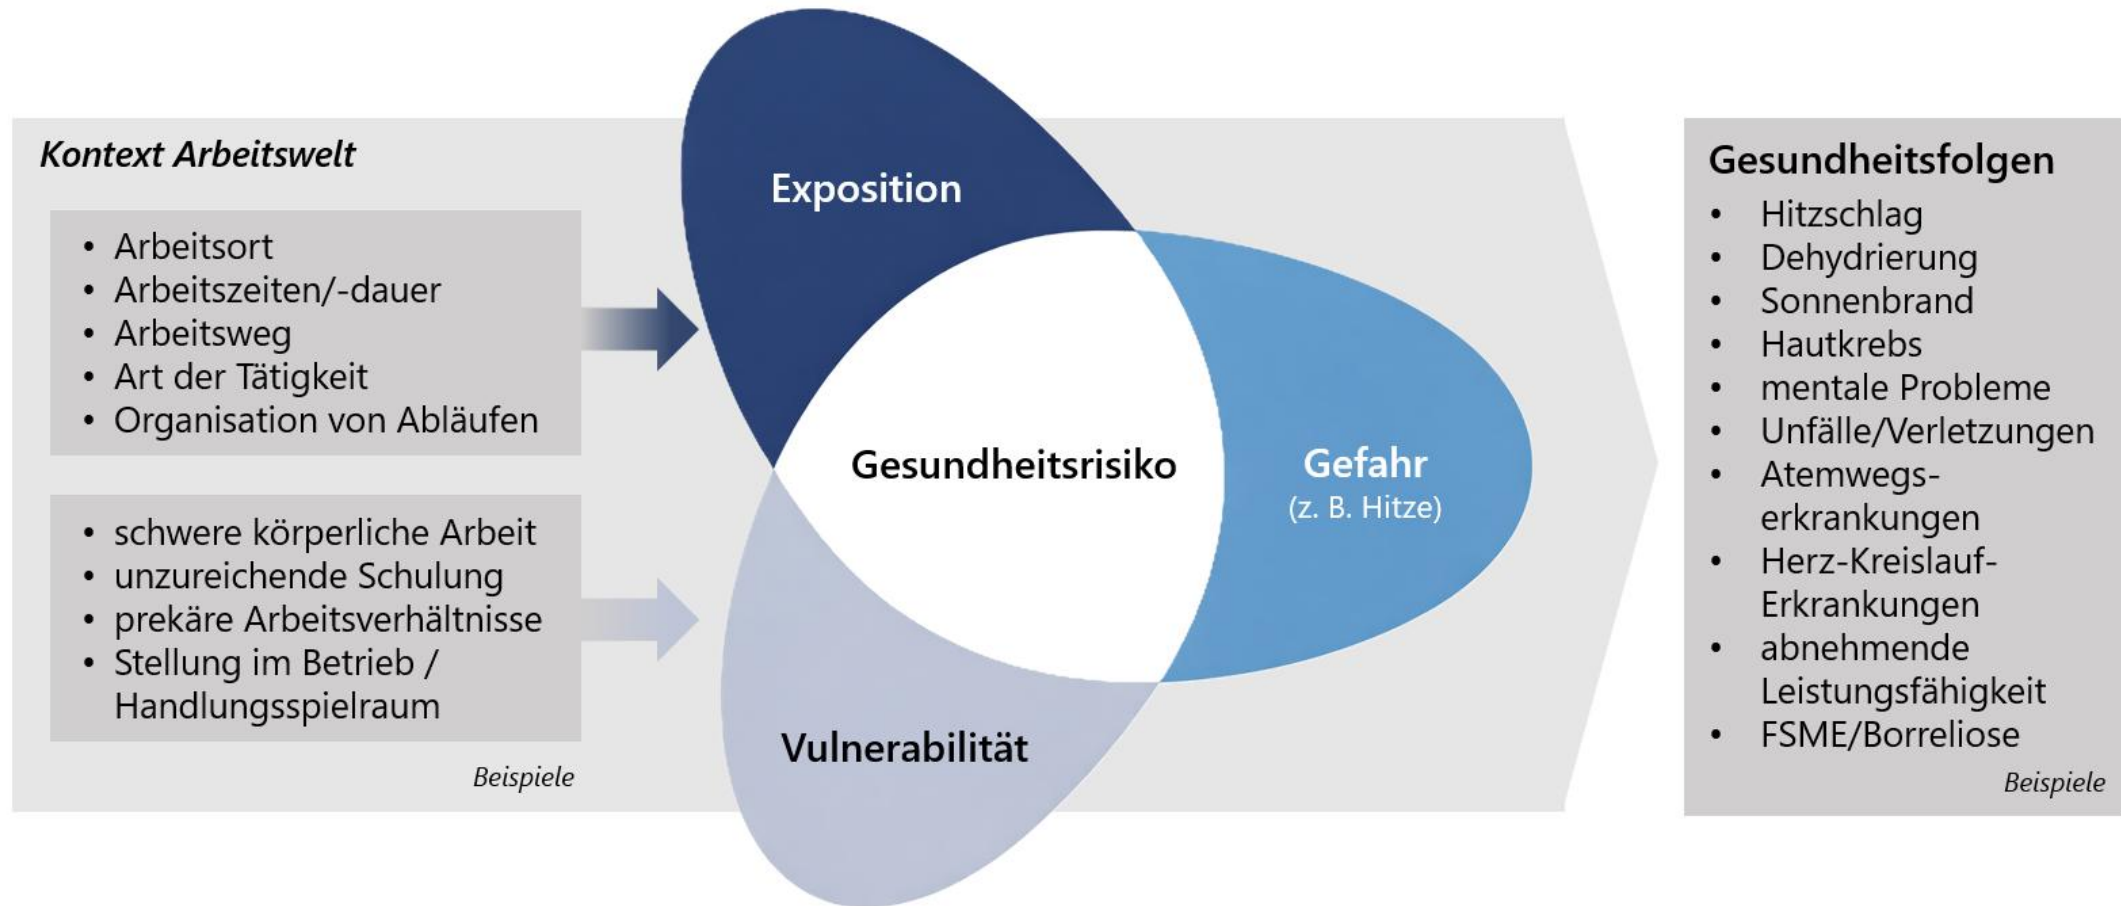 Kontext Arbeitswelt
• Arbeitsort
• Arbeitszeiten/-dauer
• Arbeitsweg
• Art der Tätigkeit
• Organisation von Abläufen
• schwere körperliche Arbeit
• unzureichende Schulung
• prekäre Arbeitsverhältnisse
• Stellung im Betrieb /
Handlungsspielraum
Beispiele
Exposition
Gesundheitsrisiko
Gefahr
(z. B. Hitze)
Vulnerabilität
Gesundheitsfolgen
• Hitzschlag
• Dehydrierung
• Sonnenbrand
• Hautkrebs
• mentale Probleme
• Unfälle/Verletzungen
• Atemwegs-
erkrankungen
• Herz-Kreislauf-
Erkrankungen
• abnehmende
Leistungsfähigkeit
• FSME/Borreliose
Beispiele